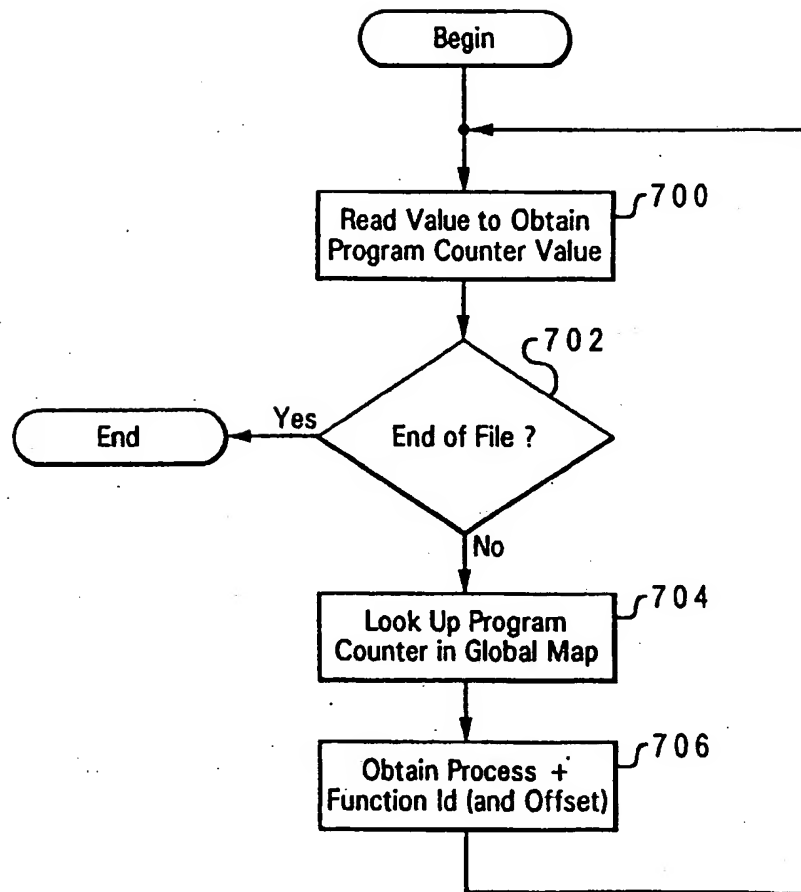 Begin
Read Value to Obtain
Program Counter Value
700
702
End of File ?
Yes
End
No
Look Up Program
Counter in Global Map
704
Obtain Process +
Function Id (and Offset)
706